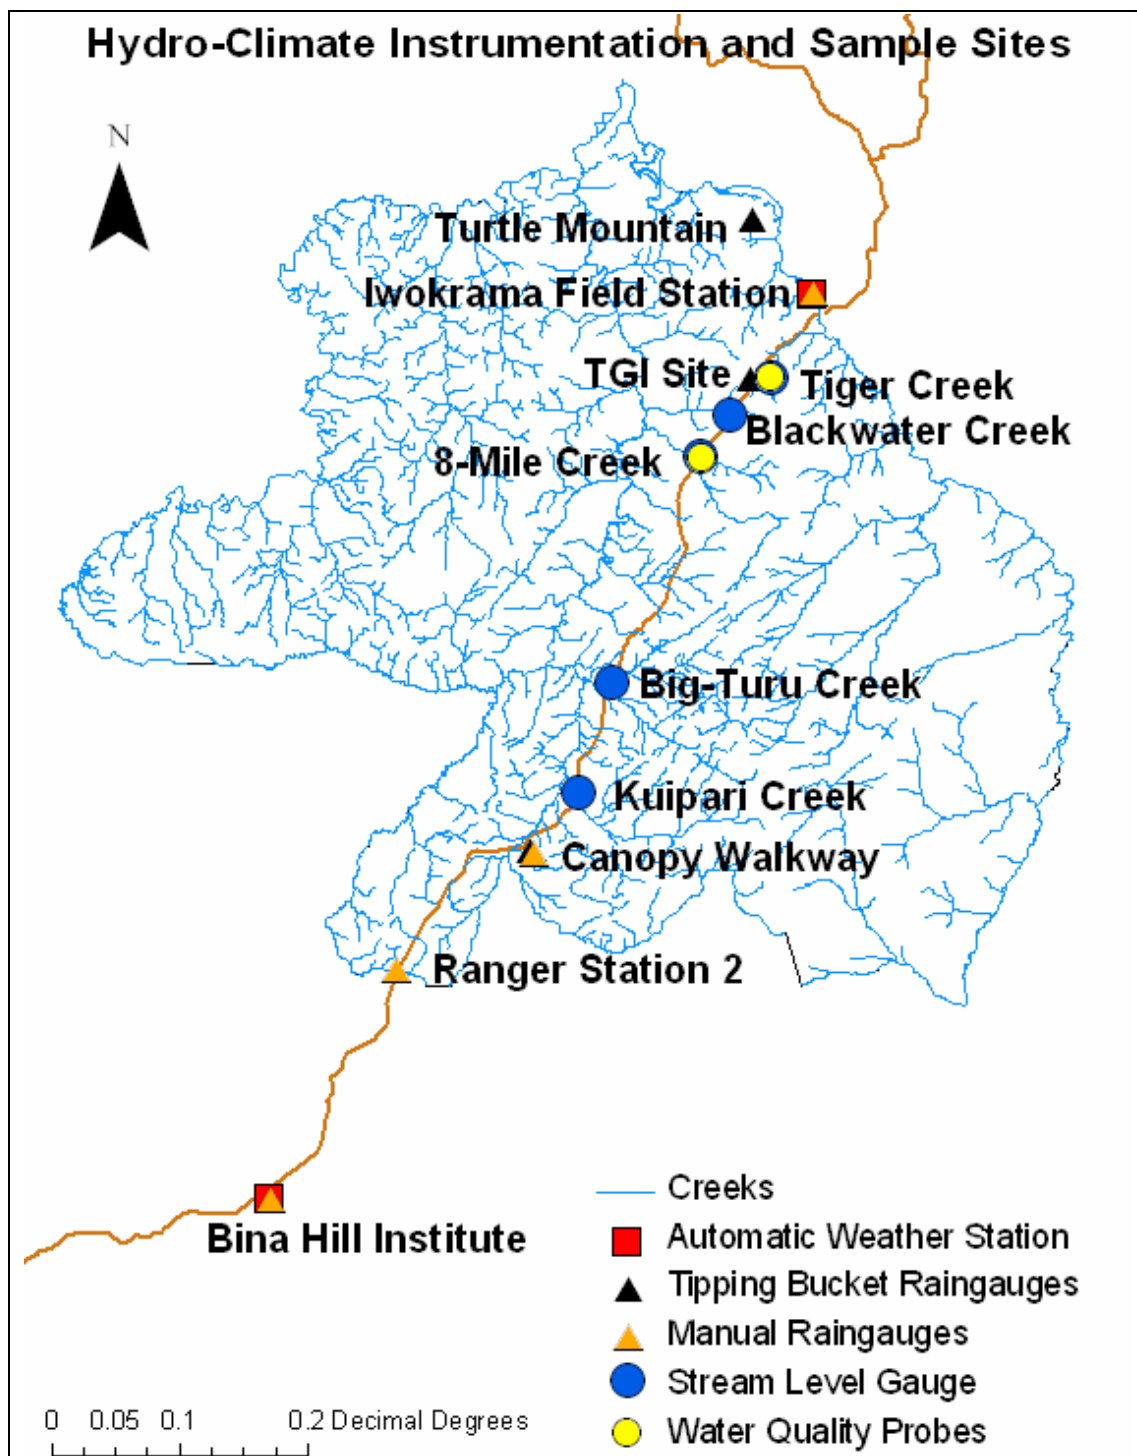 Hydro-Climate Instrumentation and Sample Sites
N
Turtle Mountain
Iwokrama Field Station
TGI Site
Tiger Creek
Blackwater Creek
8-Mile Creek
Big-Turu Creek
Kuipari Creek
Canopy Walkway
Ranger Station 2
Bina Hill Institute
Creeks
Automatic Weather Station
Tipping Bucket Raingauges
Manual Raingauges
Stream Level Gauge
Water Quality Probes
0 0.05 0.1 0.2 Decimal Degrees